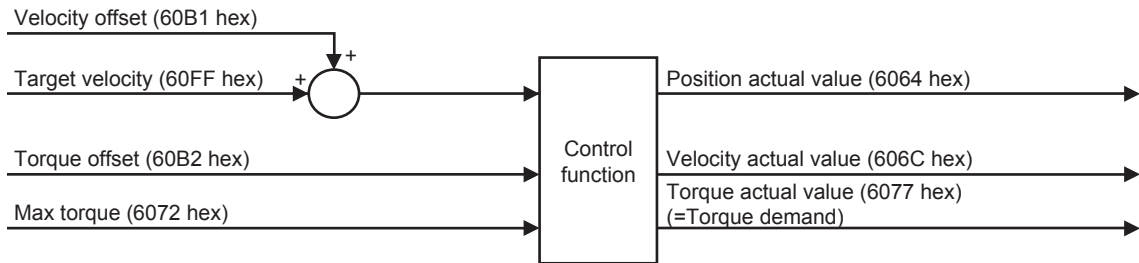 Velocity offset (60B1 hex)
+
Target velocity (60FF hex)
+
Position actual value (6064 hex)
Torque offset (60B2 hex)
Control
function
Velocity actual value (606C hex)
Max torque (6072 hex)
Torque actual value (6077 hex)
(=Torque demand)